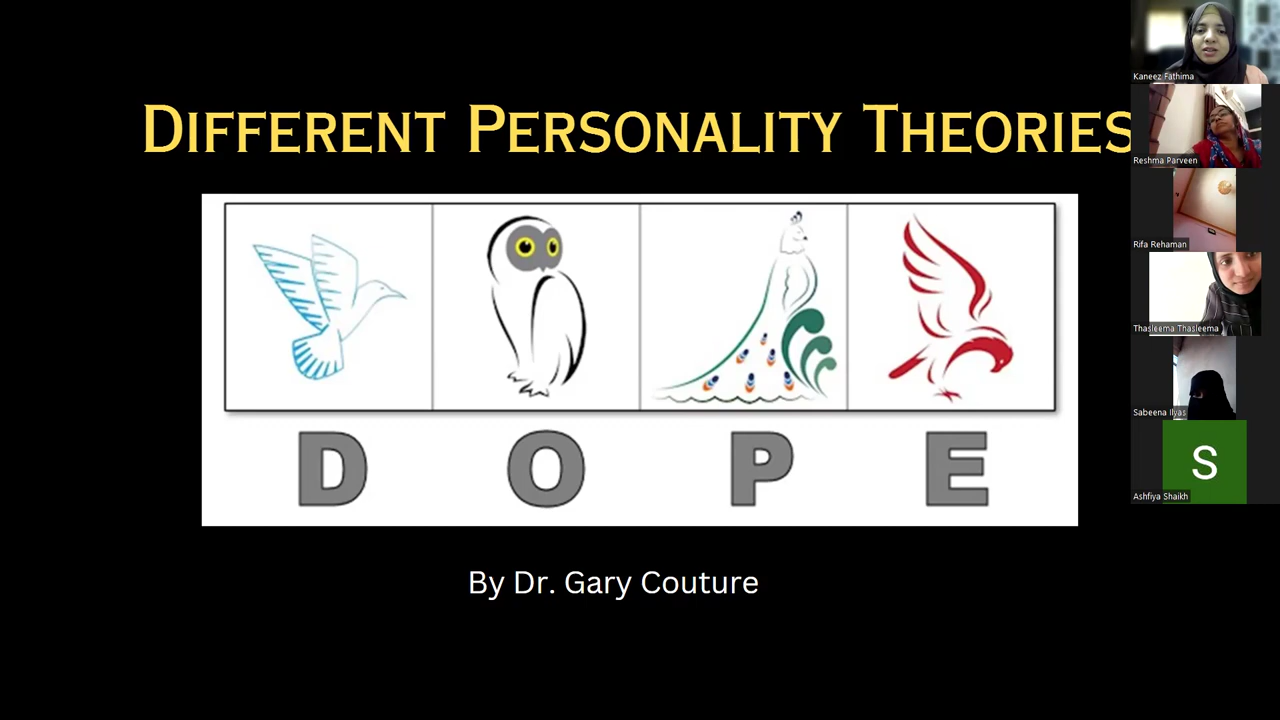 DIFFERENT PERSONALITY THEORIES
D O P E
By Dr. Gary Couture
Kaneez Fathima
Reshma Parveen
Rifa Rehaman
Thasleema Thasleema
Sabeena Ilyas
S
Ashfiya Shaikh